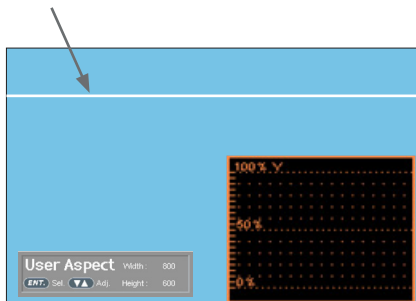 100% Y
50%
0%
User Aspect Width: 800
ENT. Sel. ▼▲ Adj. Height: 600